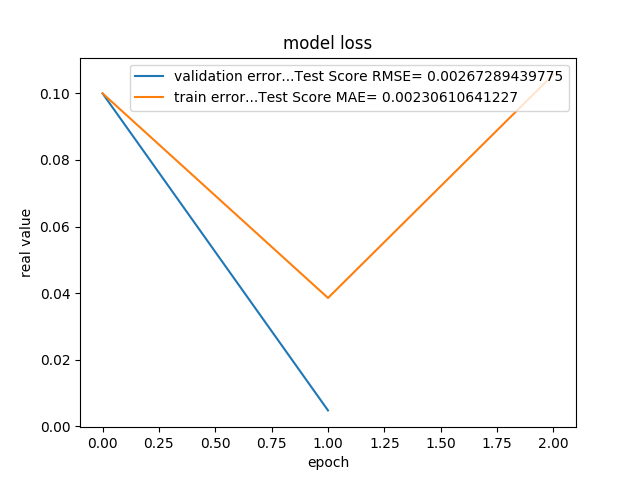 model loss
validation error...Test Score RMSE= 0.00267289439775
train error...Test Score MAE= 0.00230610641227
0.10
0.08
0.06
0.04
0.02
0.00
real value
0.00 0.25 0.50 0.75 1.00 1.25 1.50 1.75 2.00
epoch